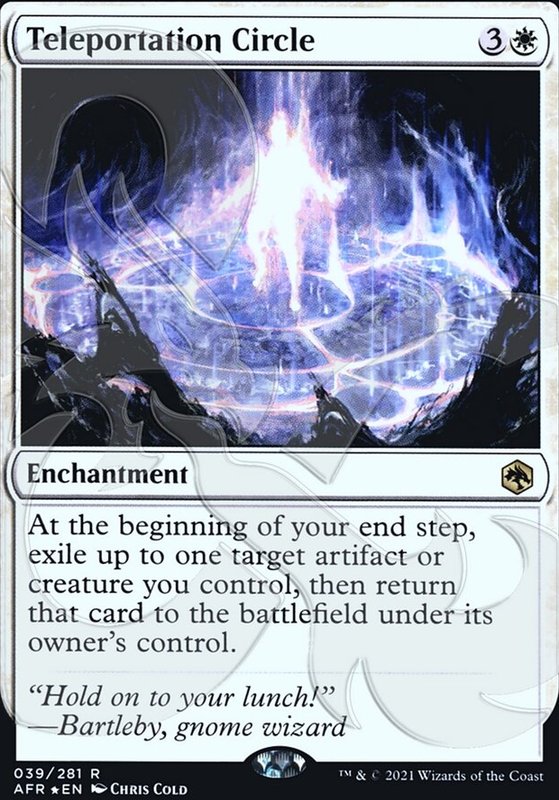 Teleportation Circle 3
Enchantment
At the beginning of your end step,
exile up to one target artifact or
creature you control, then return
that card to the battlefield under its
owner's control.
“Hold on to your lunch!”
—Bartleby, gnome wizard
039/281 R
AFR ★ EN Chris Cold
™ & © 2021 Wizards of the Coast